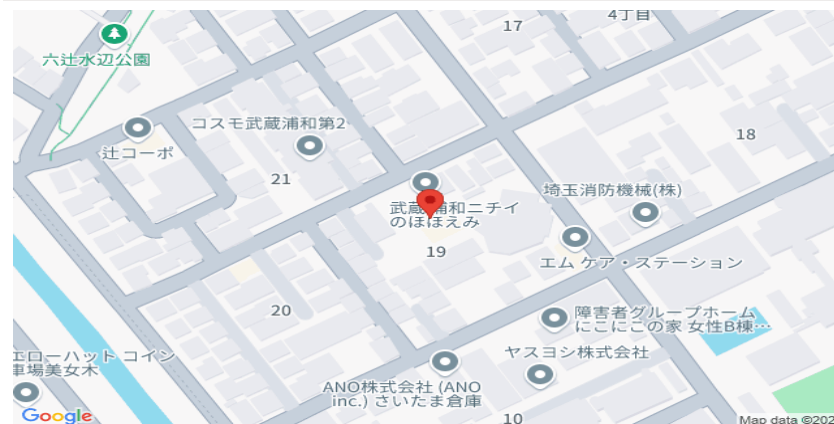 17
4丁目
六辻水辺公園
コスモ武蔵浦和第2
18
辻コーポ
21
埼玉消防機械(株)
武蔵浦和ニチイ
のほほえみ
19
エム ケア・ステーション
20
障害者グループホーム
にこにこの家 女性B棟…
エローハット コイン
車場美女木
ヤスヨシ株式会社
ANO株式会社 (ANO
inc.) さいたま倉庫
10
Google
Map data ©202